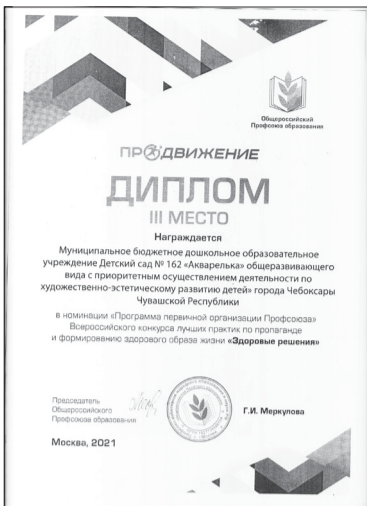 Общероссийский
Профсоюз образования
ПРОДВИЖЕНИЕ
ДИПЛОМ
III МЕСТО
Награждается
Муниципальное бюджетное дошкольное образовательное
учреждение Детский сад № 162 «Акварелька» общеразвивающего
вида с приоритетным осуществлением деятельности по
художественно-эстетическому развитию детей» города Чебоксары
Чувашской Республики
в номинации «Программа первичной организации Профсоюза»
Всероссийского конкурса лучших практик по пропаганде
и формированию здорового образа жизни «Здоровые решения»
Председатель
Общероссийского
Профсоюза образования
Г.И. Меркулова
Москва, 2021